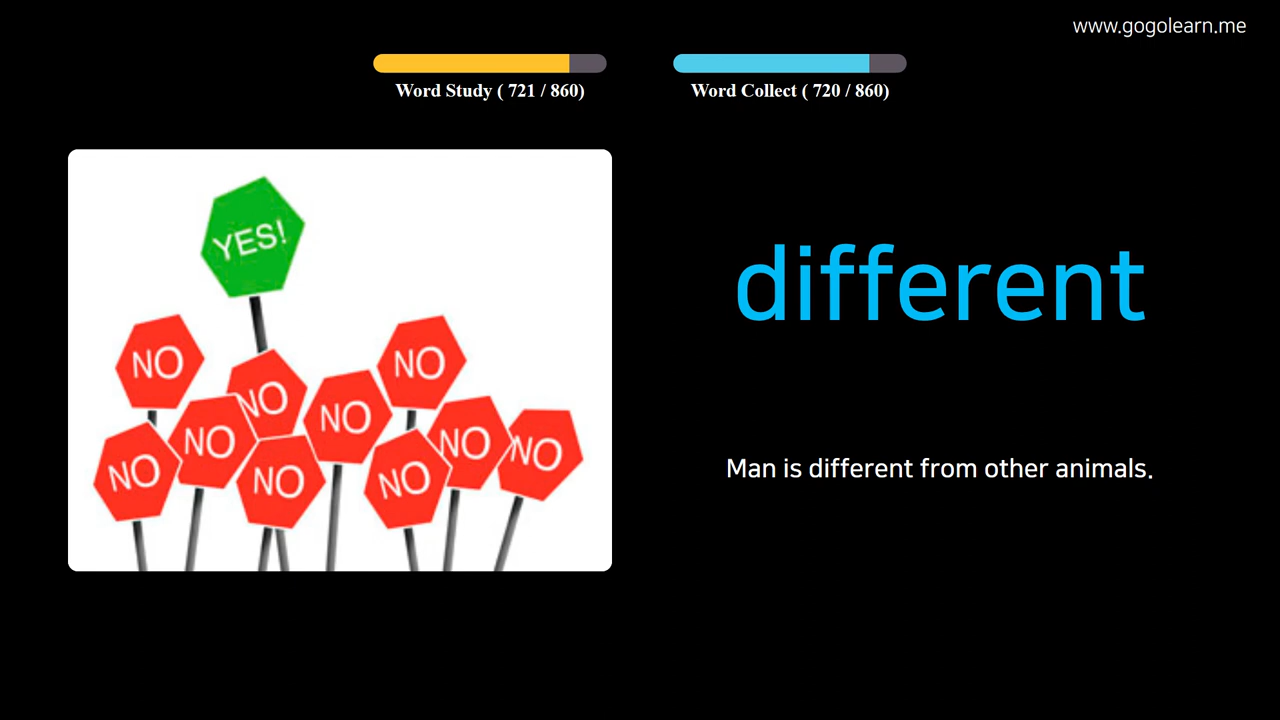 www.gogolearn.me
Word Study ( 721 / 860)
Word Collect ( 720 / 860)
YES!
NO
NO
NO
NO
NO
NO
NO
NO
NO
NO
different
Man is different from other animals.